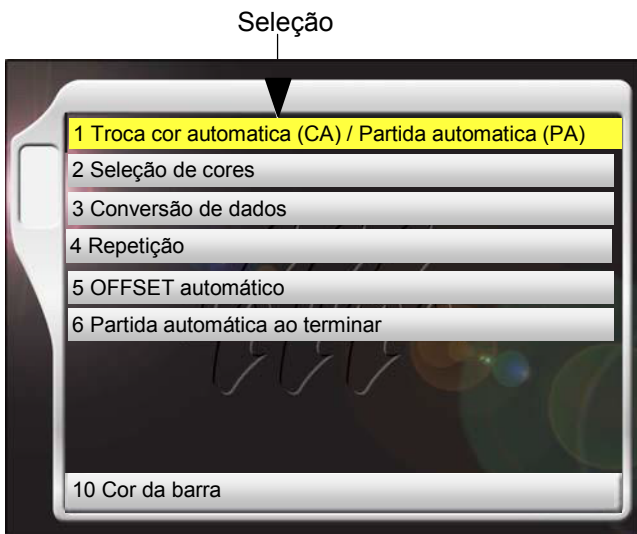 Seleção
1 Troca cor automatica (CA) / Partida automatica (PA)
2 Seleção de cores
3 Conversão de dados
4 Repetição
5 OFFSET automático
6 Partida automática ao terminar
10 Cor da barra